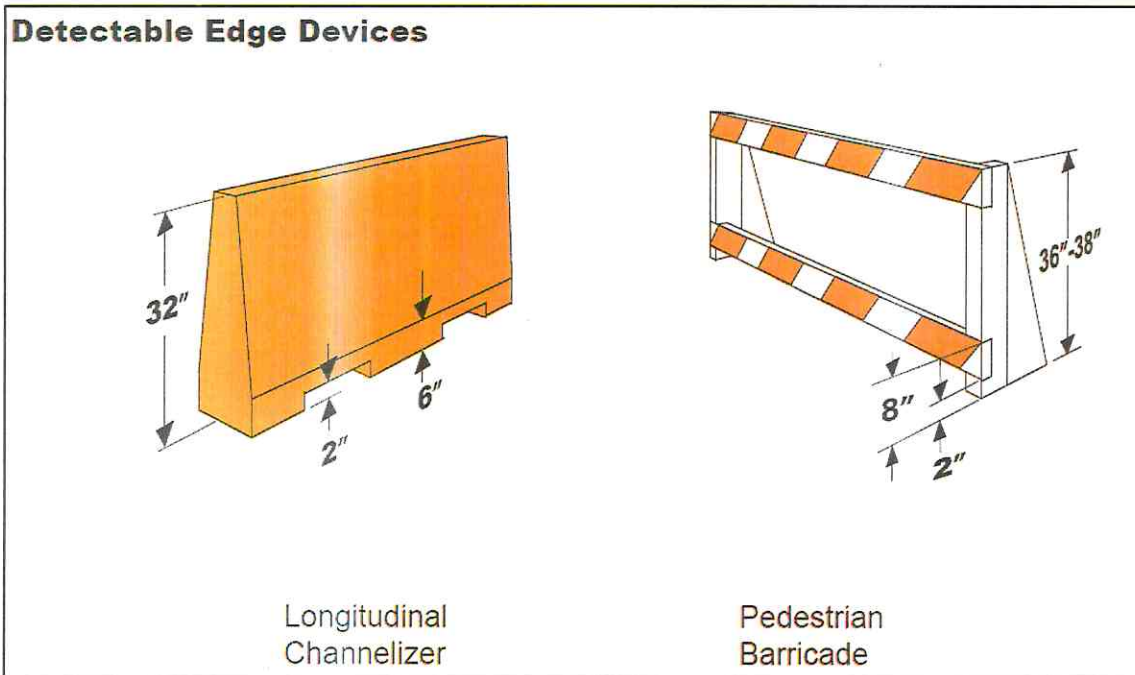 Detectable Edge Devices
32"
2"
6"
36"-38"
8"
2"
Longitudinal
Channelizer
Pedestrian
Barricade